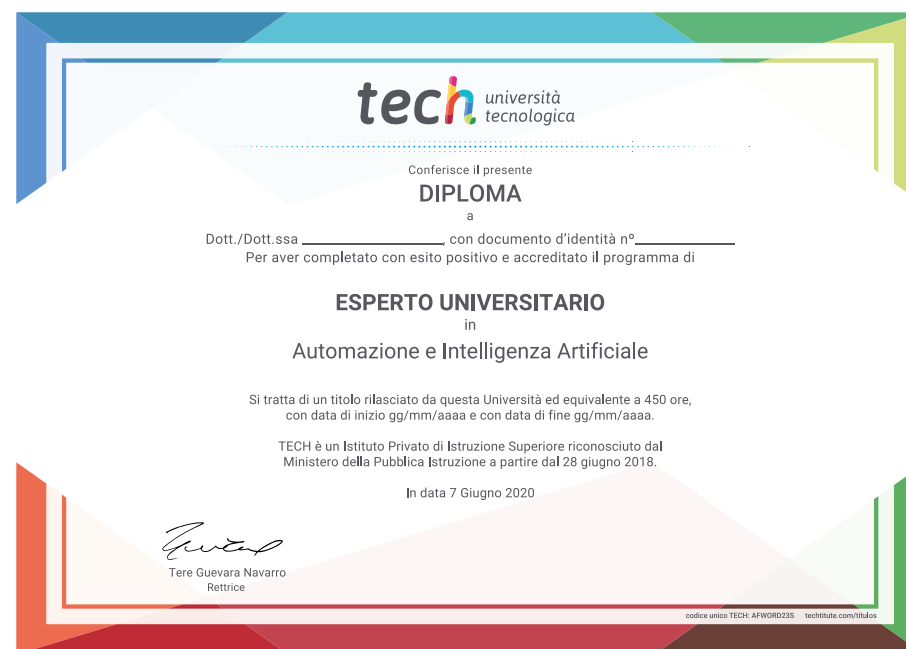 tech università
tecnologica
Conferisce il presente
DIPLOMA
a
Dott./Dott.ssa ____________________, con documento d'identità nº______________
Per aver completato con esito positivo e accreditato il programma di
ESPERTO UNIVERSITARIO
in
Automazione e Intelligenza Artificiale
Si tratta di un titolo rilasciato da questa Università ed equivalente a 450 ore,
con data di inizio gg/mm/aaaa e con data di fine gg/mm/aaaa.
TECH è un Istituto Privato di Istruzione Superiore riconosciuto dal
Ministero della Pubblica Istruzione a partire dal 28 giugno 2018.
In data 7 Giugno 2020
Tere Guevara Navarro
Rettrice
codice unico TECH: AFWORD23S techtitute.com/titulos